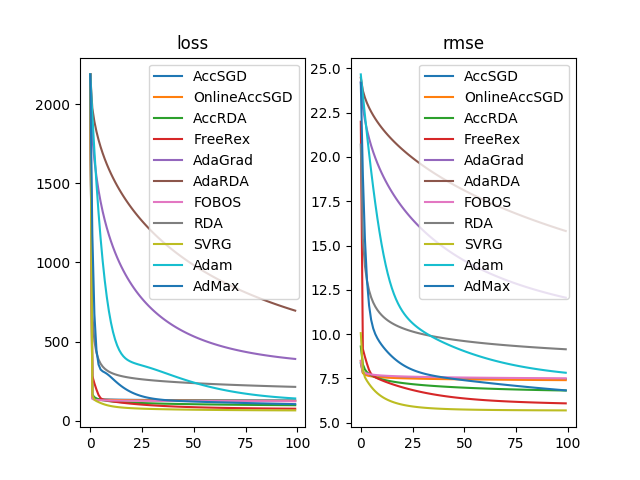 loss
2000
1500
1000
500
0
0
25
50
75
100
AccSGD
OnlineAccSGD
AccRDA
FreeRex
AdaGrad
AdaRDA
FOBOS
RDA
SVRG
Adam
AdMax
rmse
25.0
22.5
20.0
17.5
15.0
12.5
10.0
7.5
5.0
0
25
50
75
100
AccSGD
OnlineAccSGD
AccRDA
FreeRex
AdaGrad
AdaRDA
FOBOS
RDA
SVRG
Adam
AdMax